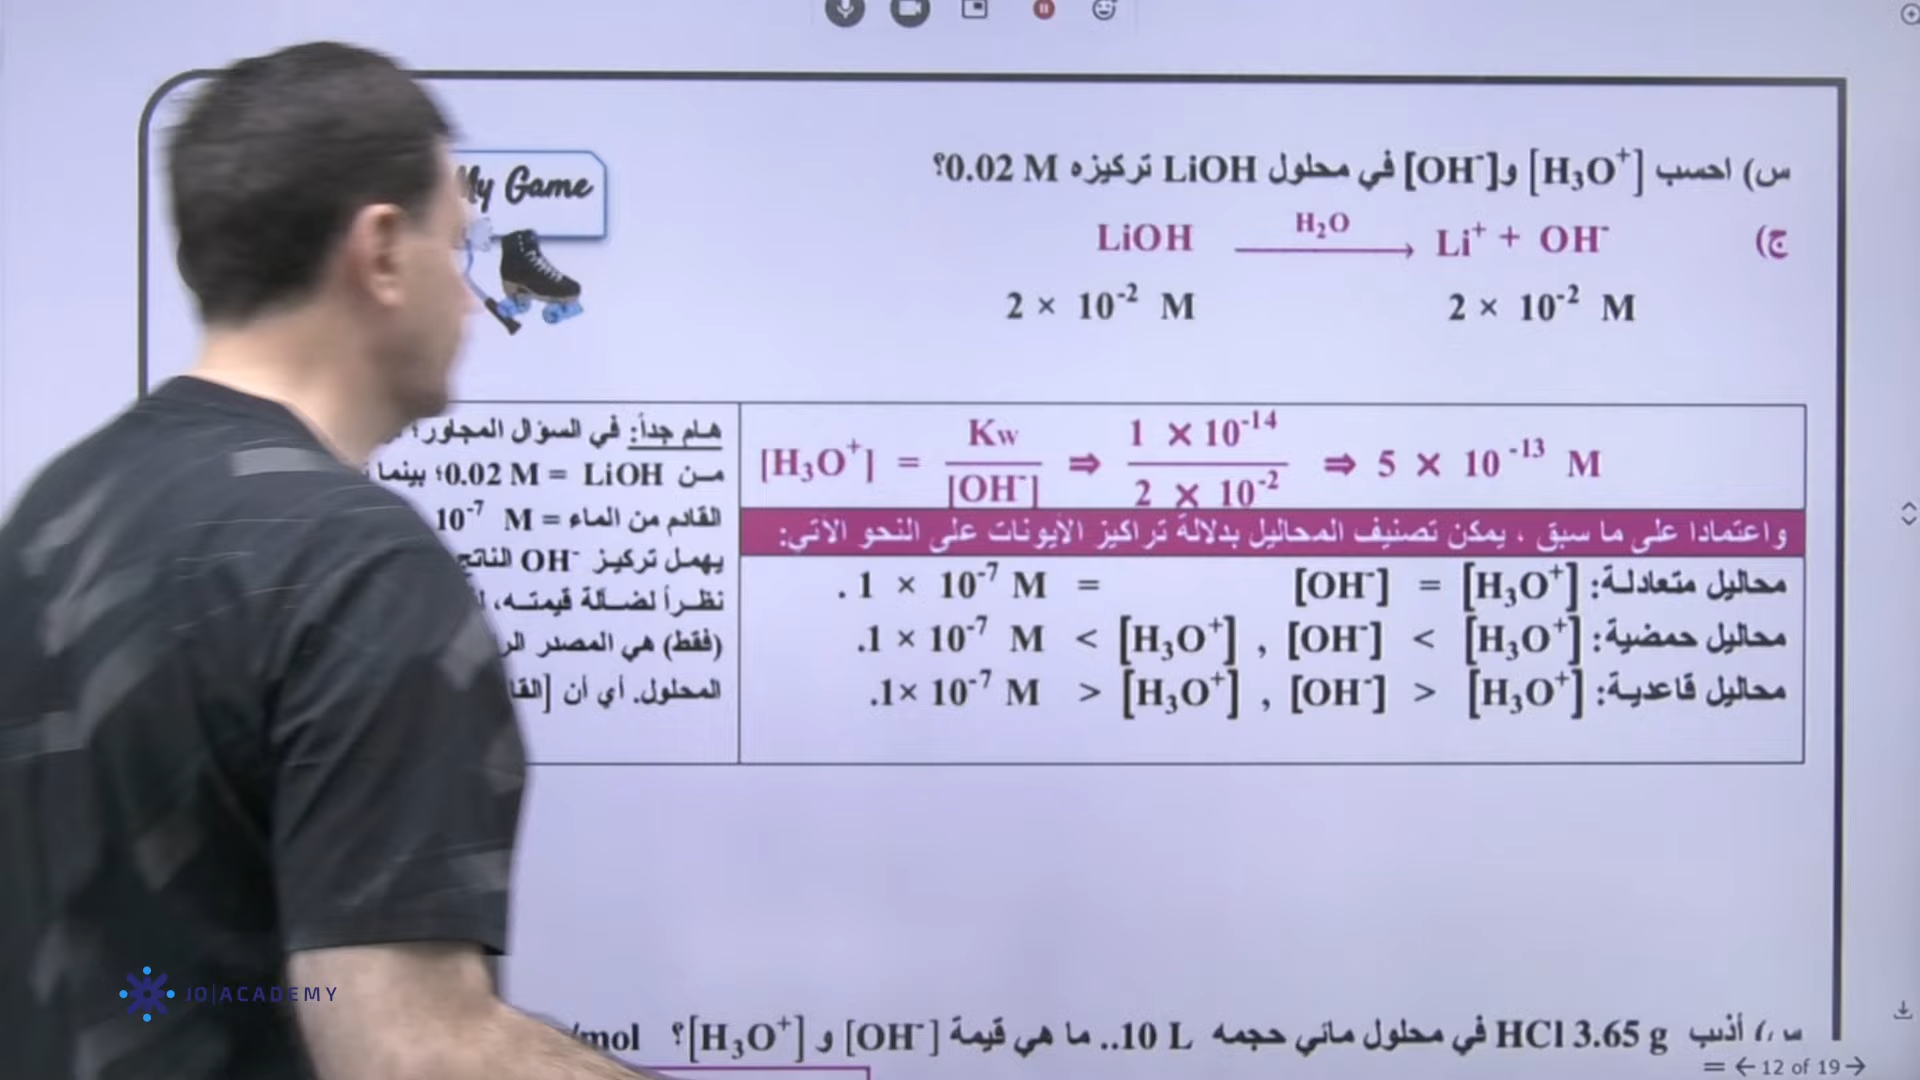 My Game
س) احسب [H₃O⁺] و[OH⁻] في محلول LiOH تركيزه 0.02 M؟
ج) LiOH H₂O → Li⁺ + OH⁻
2 × 10⁻² M 2 × 10⁻² M
[H₃O⁺] = Kw / [OH⁻] ⇒ 1 × 10⁻¹⁴ / 2 × 10⁻² ⇒ 5 × 10⁻¹³ M
واعتمادا على ما سبق ، يمكن تصنيف المحاليل بدلالة تراكيز الأيونات على النحو الآتي:
محاليل متعادلة: [H₃O⁺] = [OH⁻] = 1 × 10⁻⁷ M .
محاليل حمضية: [H₃O⁺] < [OH⁻] , [H₃O⁺] < 1 × 10⁻⁷ M.
محاليل قاعدية: [H₃O⁺] > [OH⁻] , [H₃O⁺] > 1× 10⁻⁷ M.
هام جداً: في السؤال المجاور؛
من LiOH = 0.02 M؛ بينما
القادم من الماء = 10⁻⁷ M
يهمل تركيز OH⁻ الناتج
نظراً لضآلة قيمته،
(فقط) هي المصدر
المحلول. أي أن
أذيب HCl 3.65 g في محلول مائي حجمه 10 L.. ما هي قيمة [OH⁻] و [H₃O⁺]؟ /mol
JO|ACADEMY
12 of 19